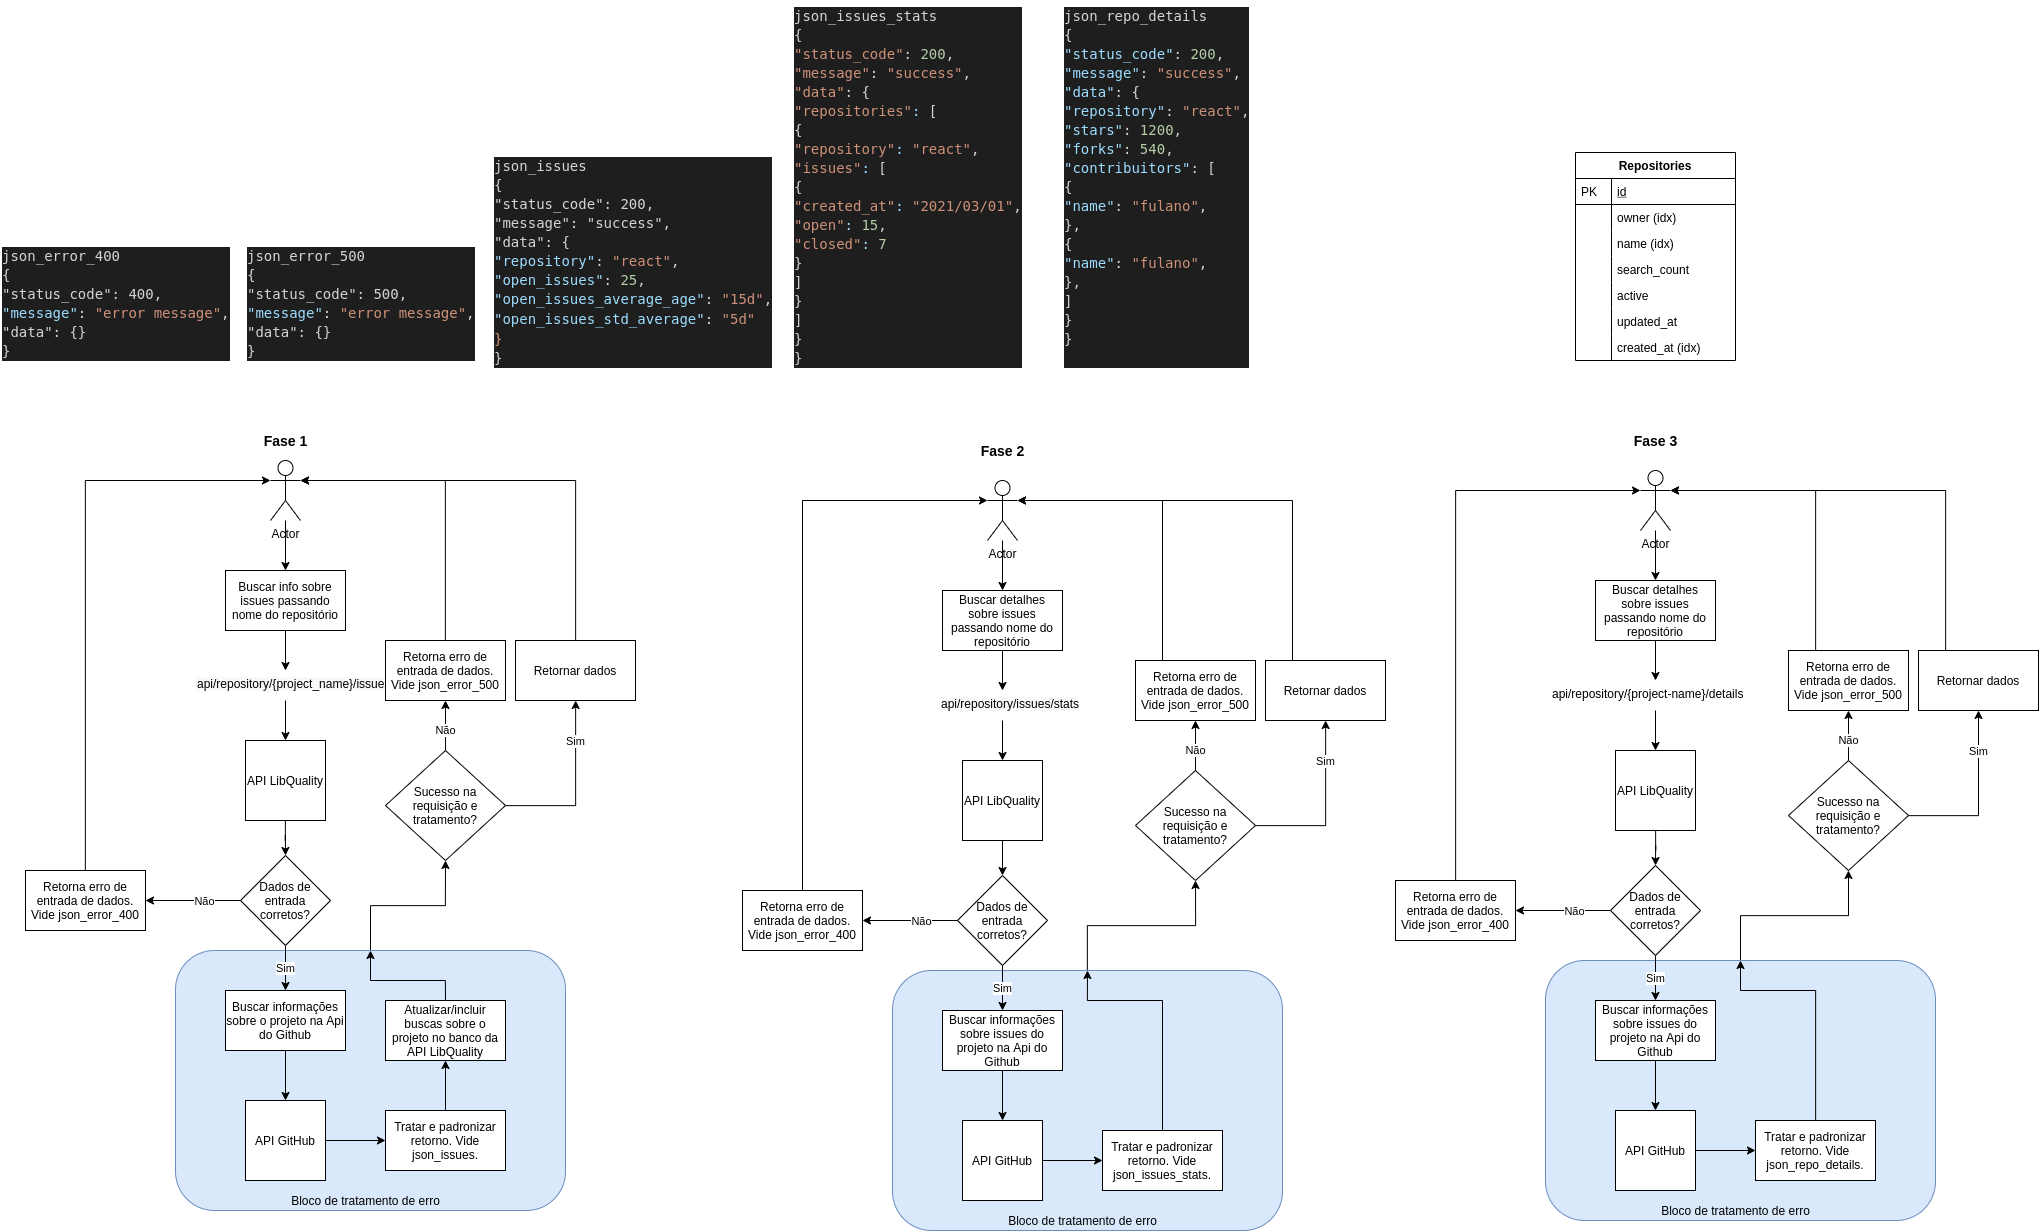 json_error_400
{
"status_code": 400,
"message": "error message",
"data": {}
}
json_error_500
{
"status_code": 500,
"message": "error message",
"data": {}
}
json_issues
{
"status_code": 200,
"message": "success",
"data": {
"repository": "react",
"open_issues": 25,
"open_issues_average_age": "15d",
"open_issues_std_average": "5d"
}
}
json_issues_stats
{
"status_code": 200,
"message": "success",
"data": {
"repositories": [
{
"repository": "react",
"issues": [
{
"created_at": "2021/03/01",
"open": 15,
"closed": 7
}
]
}
]
}
}
json_repo_details
{
"status_code": 200,
"message": "success",
"data": {
"repository": "react",
"stars": 1200,
"forks": 540,
"contribuitors": [
{
"name": "fulano",
},
{
"name": "fulano",
},
]
}
}
Repositories
PK id
owner (idx)
name (idx)
search_count
active
updated_at
created_at (idx)
Fase 1
Actor
Buscar info sobre
issues passando
nome do repositório
api/repository/{project_name}/issue
API LibQuality
Dados de
entrada
corretos?
Não
Retorna erro de
entrada de dados.
Vide json_error_400
Sim
Buscar informações
sobre o projeto na Api
do Github
API GitHub
Tratar e padronizar
retorno. Vide
json_issues.
Atualizar/incluir
buscas sobre o
projeto no banco da
API LibQuality
Bloco de tratamento de erro
Sucesso na
requisição e
tratamento?
Não
Retorna erro de
entrada de dados.
Vide json_error_500
Sim
Retornar dados
Fase 2
Actor
Buscar detalhes
sobre issues
passando nome do
repositório
api/repository/issues/stats
API LibQuality
Dados de
entrada
corretos?
Não
Retorna erro de
entrada de dados.
Vide json_error_400
Sim
Buscar informações
sobre issues do
projeto na Api do
Github
API GitHub
Tratar e padronizar
retorno. Vide
json_issues_stats.
Bloco de tratamento de erro
Sucesso na
requisição e
tratamento?
Não
Retorna erro de
entrada de dados.
Vide json_error_500
Sim
Retornar dados
Fase 3
Actor
Buscar detalhes
sobre issues
passando nome do
repositório
api/repository/{project-name}/details
API LibQuality
Dados de
entrada
corretos?
Não
Retorna erro de
entrada de dados.
Vide json_error_400
Sim
Buscar informações
sobre issues do
projeto na Api do
Github
API GitHub
Tratar e padronizar
retorno. Vide
json_repo_details.
Bloco de tratamento de erro
Sucesso na
requisição e
tratamento?
Não
Retorna erro de
entrada de dados.
Vide json_error_500
Sim
Retornar dados